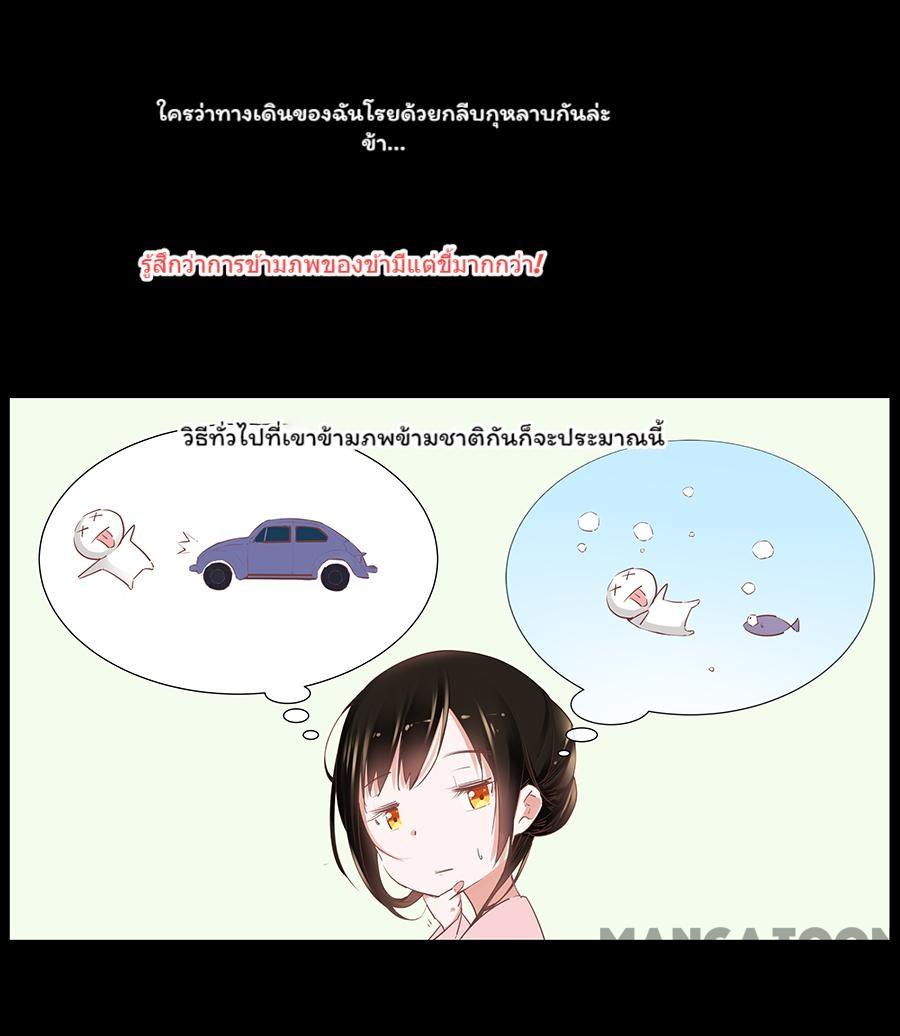 ใครว่าทางเดินของฉันโรยด้วยกลีบกุหลาบกันล่ะ
ข้า...
รู้สึกว่าการข้ามภพของข้ามีแต่ขี้มากกว่า!
วิธีทั่วไปที่เขาข้ามภพข้ามชาติกันก็จะประมาณนี้
MANGATOON